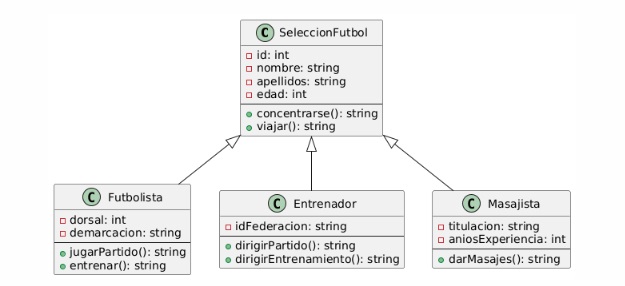 C SeleccionFutbol
id: int
nombre: string
apellidos: string
edad: int
concentrarse(): string
viajar(): string
C Futbolista
dorsal: int
demarcacion: string
jugarPartido(): string
entrenar(): string
C Entrenador
idFederacion: string
dirigirPartido(): string
dirigirEntrenamiento(): string
C Masajista
titulacion: string
aniosExperiencia: int
darMasajes(): string